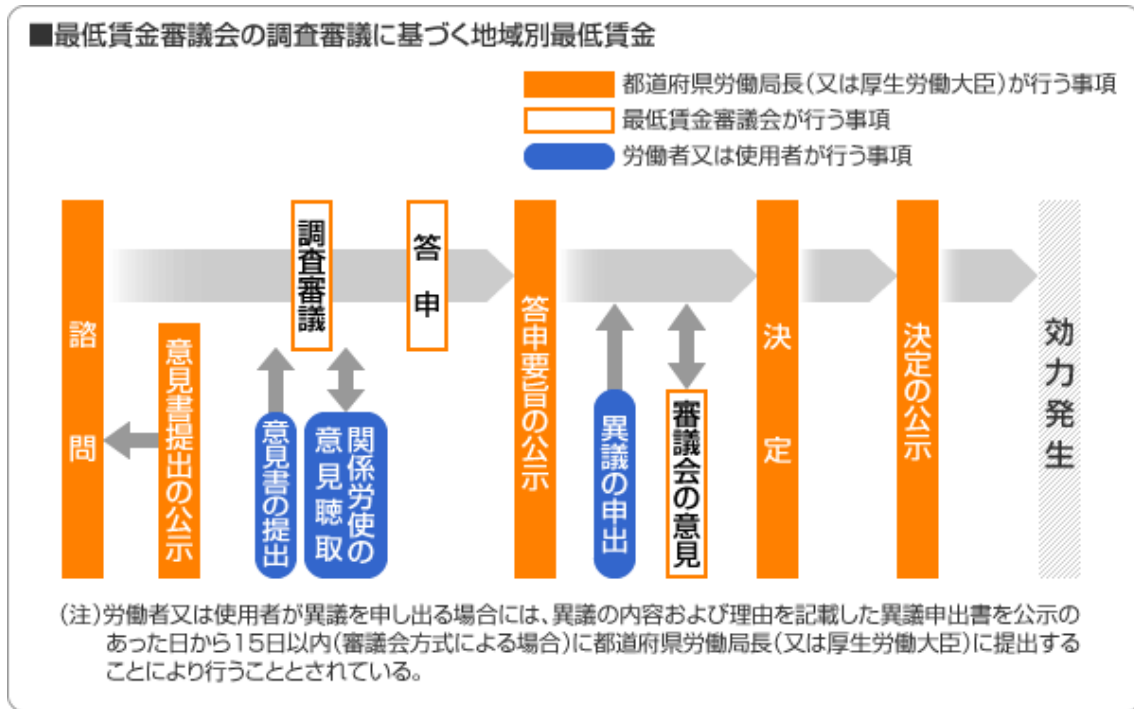 ■最低賃金審議会の調査審議に基づく地域別最低賃金
都道府県労働局長(又は厚生労働大臣)が行う事項
最低賃金審議会が行う事項
労働者又は使用者が行う事項
諮問
意見書提出の公示
調査審議
意見書の提出
関係労使の
意見聴取
答申
答申要旨の公示
異議の申出
審議会の意見
決定
決定の公示
効力発生
(注)労働者又は使用者が異議を申し出る場合には、異議の内容および理由を記載した異議申出書を公示の
あった日から15日以内(審議会方式による場合)に都道府県労働局長(又は厚生労働大臣)に提出する
ことにより行うこととされている。